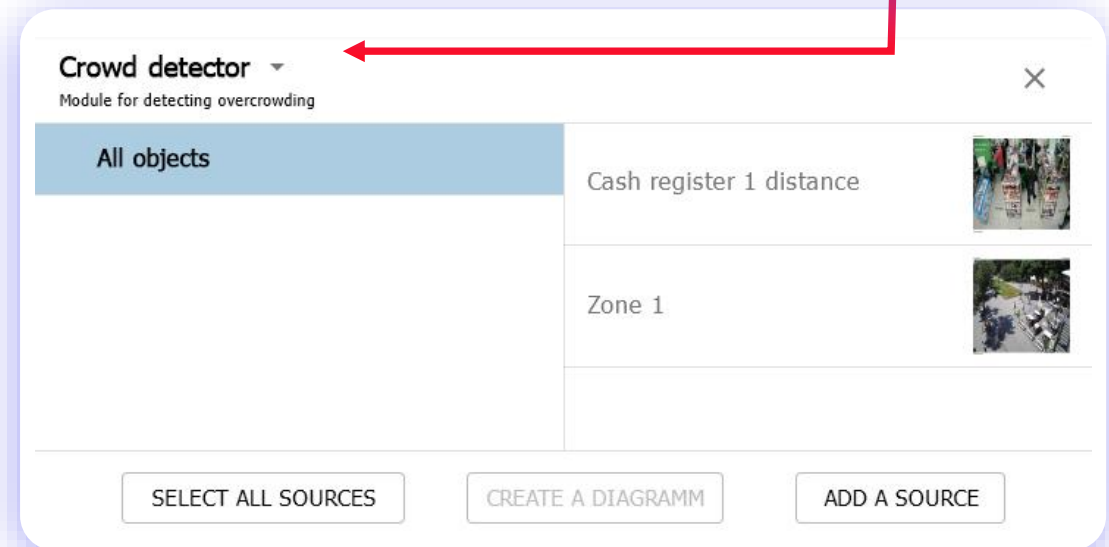 Crowd detector
Module for detecting overcrowding
All objects
Cash register 1 distance
Zone 1
SELECT ALL SOURCES
CREATE A DIAGRAMM
ADD A SOURCE